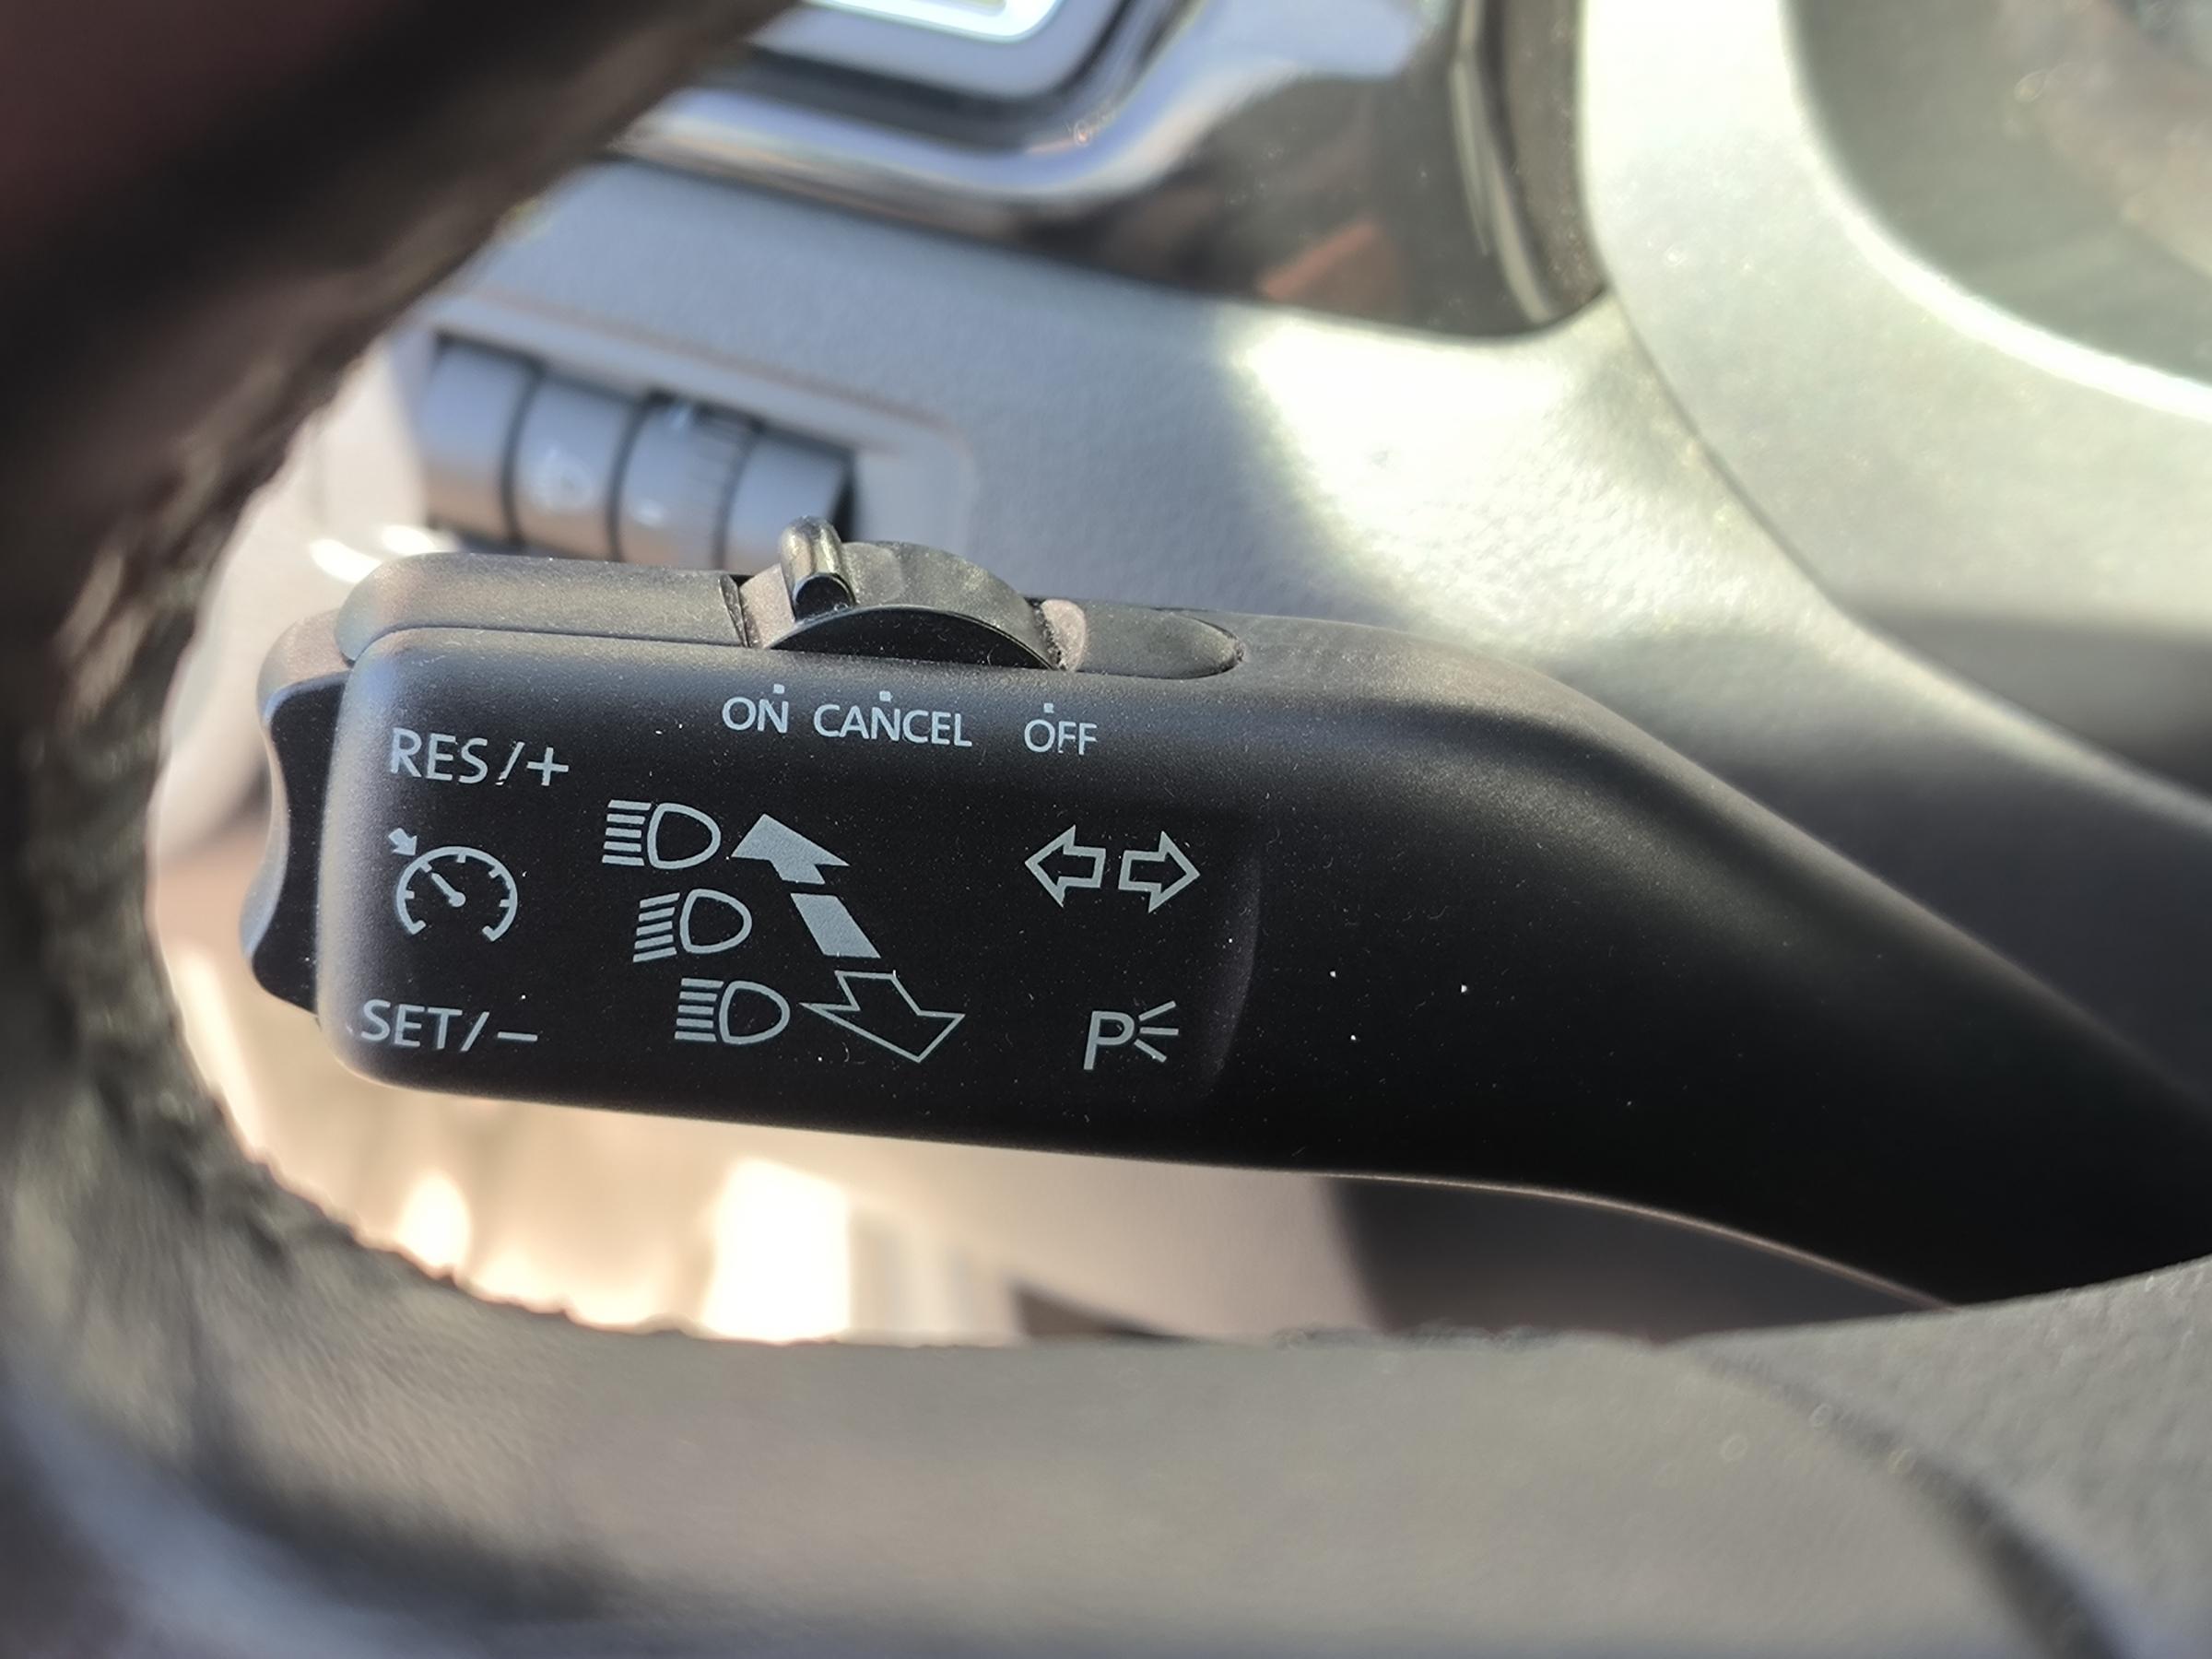 ON CANCEL OFF
RES/+
SET/−
P